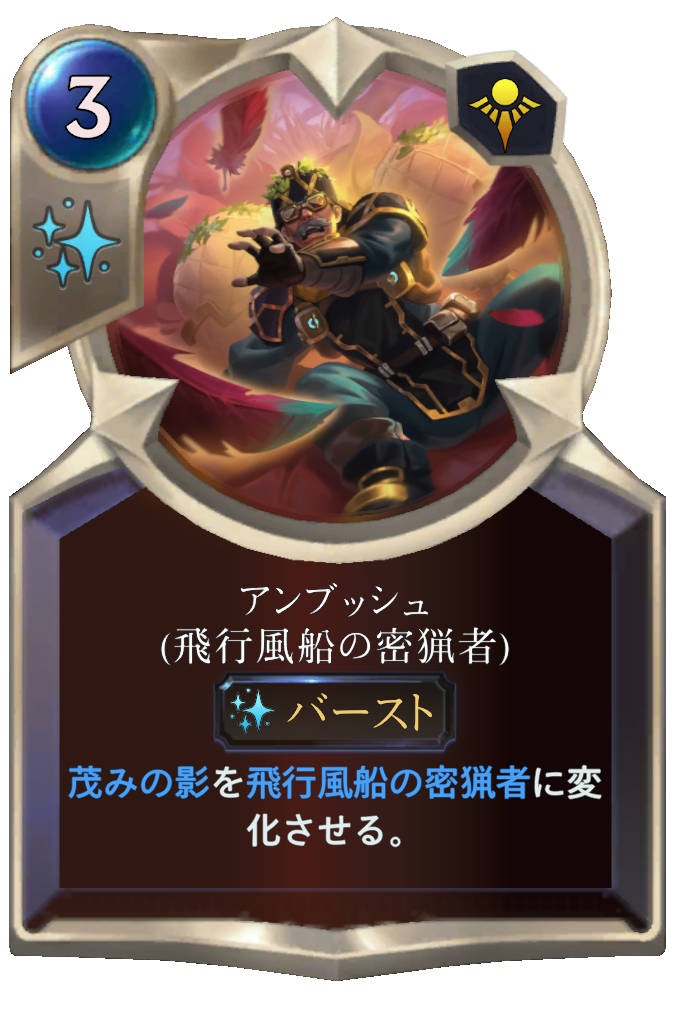 3
アンブッシュ
(飛行風船の密猟者)
バースト
茂みの影を飛行風船の密猟者に変
化させる。